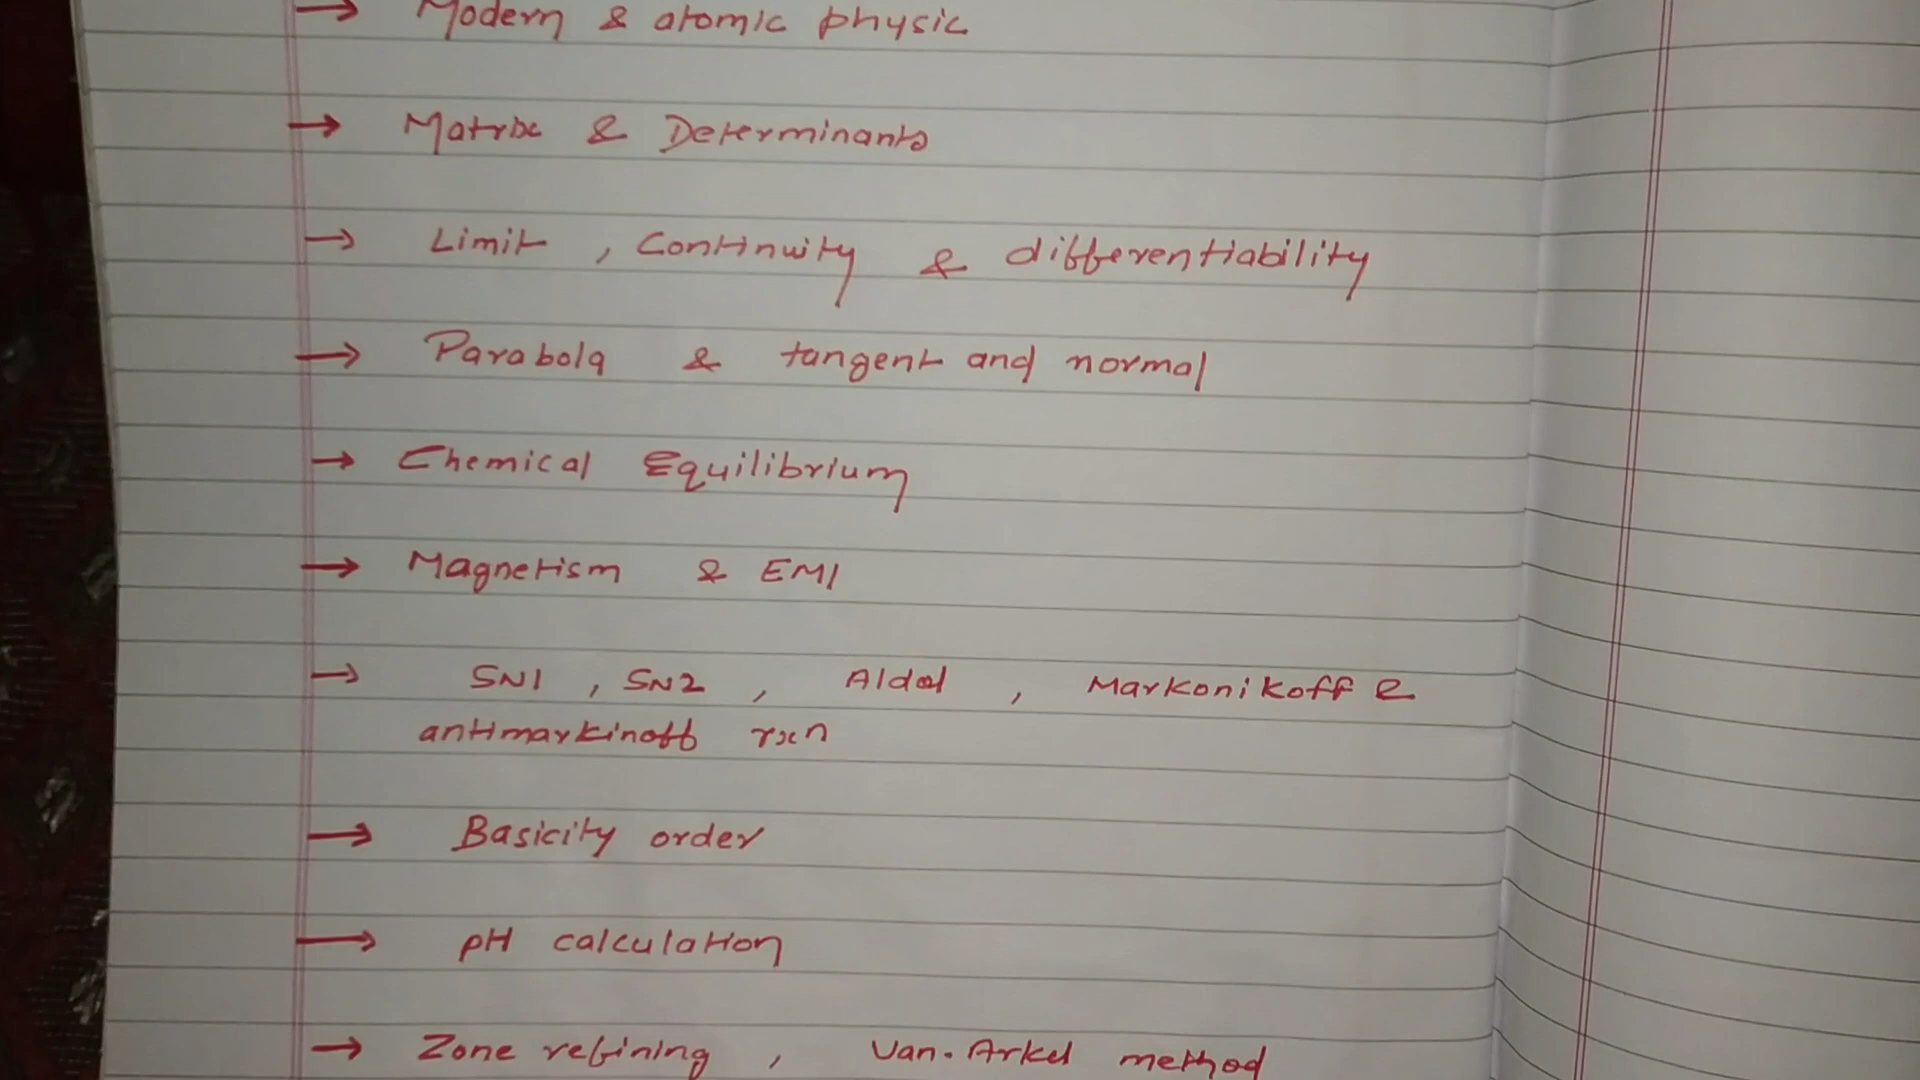 → Modern & atomic physic
→ Matrix & Determinants
→ Limit , Continuity & differentiability
→ Parabola & tangent and normal
→ Chemical Equilibrium
→ Magnetism & EMI
→ SN1 , SN2 , Aldol , Markonikoff &
antimarkinoff rxn
→ Basicity order
→ pH calculation
→ Zone refining , Van-Arkel method